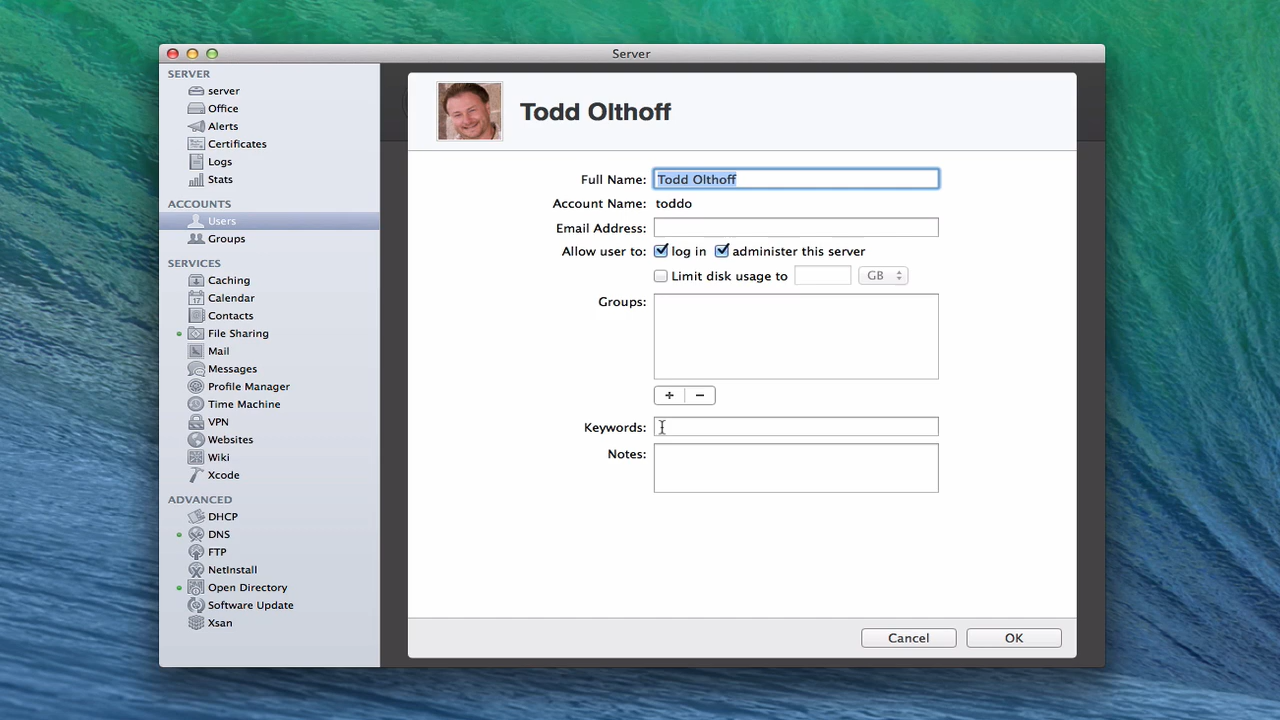 Server
SERVER
server
Office
Alerts
Certificates
Logs
Stats
ACCOUNTS
Users
Groups
SERVICES
Caching
17
Calendar
Contacts
File Sharing
Mail
Messages
Profile Manager
Time Machine
VPN
Websites
Wiki
Xcode
ADVANCED
DHCP
DNS
FTP
NetInstall
Open Directory
Software Update
Xsan
Todd Olthoff
Full Name: Todd Olthoff
Account Name: toddo
Email Address:
Allow user to: log in administer this server
Limit disk usage to GB
Groups:
+ −
Keywords:
Notes:
Cancel OK